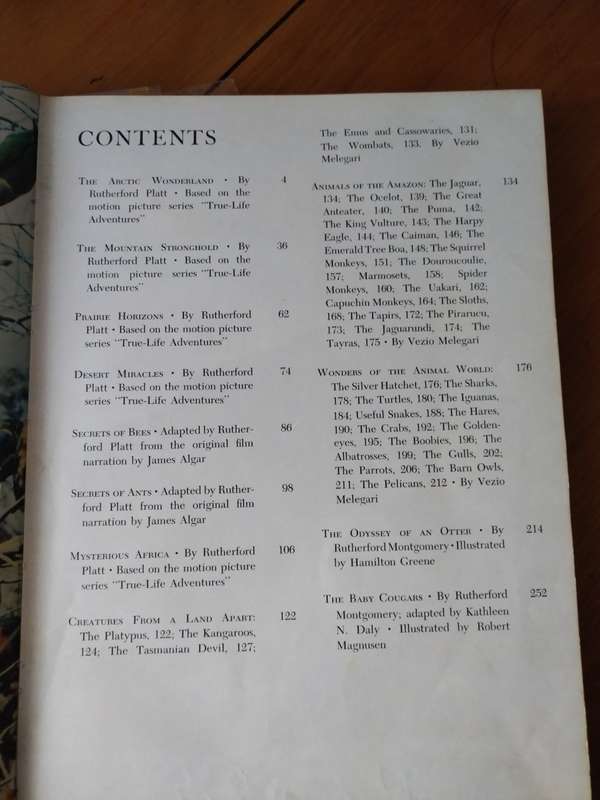 CONTENTS
THE ARCTIC WONDERLAND • By 4
Rutherford Platt • Based on the
motion picture series "True-Life
Adventures"
THE MOUNTAIN STRONGHOLD • By 36
Rutherford Platt • Based on the
motion picture series "True-Life
Adventures"
PRAIRIE HORIZONS • By Rutherford 62
Platt • Based on the motion picture
series "True-Life Adventures"
DESERT MIRACLES • By Rutherford 74
Platt • Based on the motion picture
series "True-Life Adventures"
SECRETS OF BEES • Adapted by Ruther- 86
ford Platt from the original film
narration by James Algar
SECRETS OF ANTS • Adapted by Ruther- 98
ford Platt from the original film
narration by James Algar
MYSTERIOUS AFRICA • By Rutherford 106
Platt • Based on the motion picture
series "True-Life Adventures"
CREATURES FROM A LAND APART: 122
The Platypus, 122; The Kangaroos,
124; The Tasmanian Devil, 127;
The Emus and Cassowaries, 131;
The Wombats, 133. By Vezio
Melegari
ANIMALS OF THE AMAZON: The Jaguar, 134
134; The Ocelot, 139; The Great
Anteater, 140; The Puma, 142;
The King Vulture, 143; The Harpy
Eagle, 144; The Caiman, 146; The
Emerald Tree Boa, 148; The Squirrel
Monkeys, 151; The Douroucoulie,
157; Marmosets, 158; Spider
Monkeys, 160; The Uakari, 162;
Capuchin Monkeys, 164; The Sloths,
168; The Tapirs, 172; The Pirarucu,
173; The Jaguarundi, 174; The
Tayras, 175 • By Vezio Melegari
WONDERS OF THE ANIMAL WORLD: 176
The Silver Hatchet, 176; The Sharks,
178; The Turtles, 180; The Iguanas,
184; Useful Snakes, 188; The Hares,
190; The Crabs, 192; The Golden-
eyes, 195; The Boobies, 196; The
Albatrosses, 199; The Gulls, 202;
The Parrots, 206; The Barn Owls,
211; The Pelicans, 212 • By Vezio
Melegari
THE ODYSSEY OF AN OTTER • By 214
Rutherford Montgomery • Illustrated
by Hamilton Greene
THE BABY COUGARS • By Rutherford 252
Montgomery; adapted by Kathleen
N. Daly • Illustrated by Robert
Magnusen